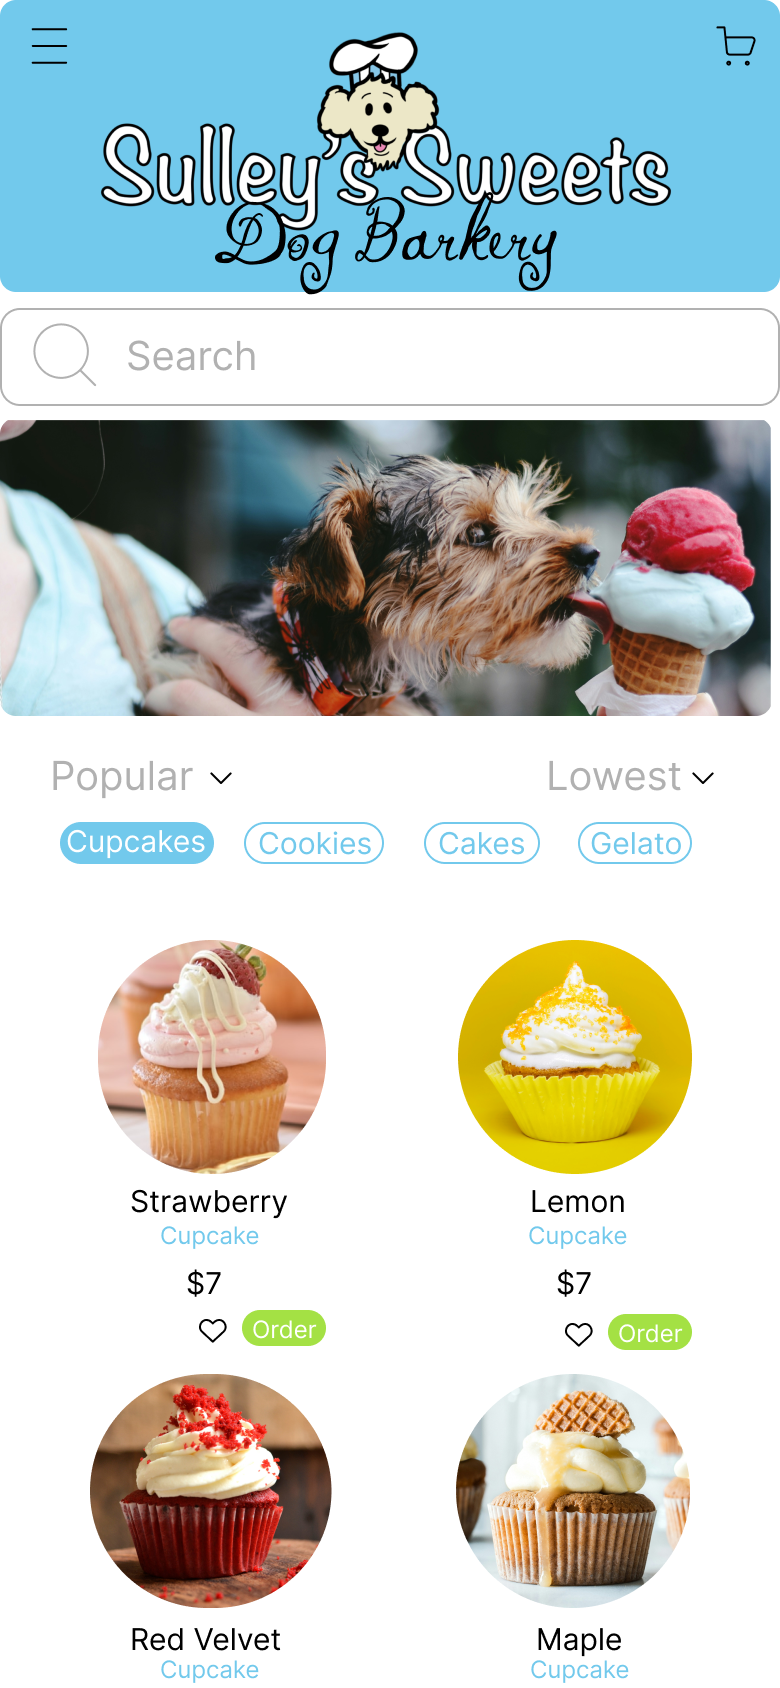 Sulley's Sweets
Dog Barkery
Search
Popular
Lowest
Cupcakes
Cookies
Cakes
Gelato
Strawberry
Cupcake
$7
Order
Lemon
Cupcake
$7
Order
Red Velvet
Cupcake
Maple
Cupcake